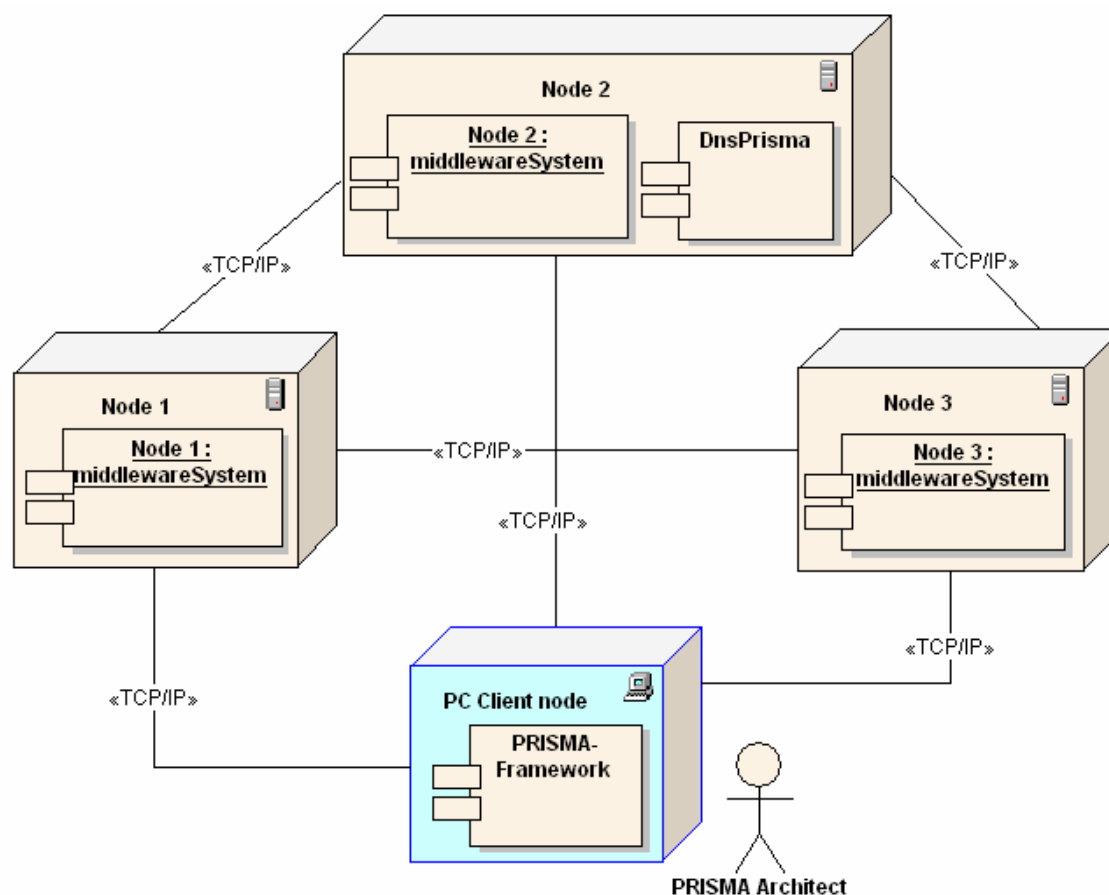 Node 2
Node 2 :
middlewareSystem
DnsPrisma
«TCP/IP»
«TCP/IP»
Node 1
Node 1 :
middlewareSystem
«TCP/IP»
Node 3
Node 3 :
middlewareSystem
«TCP/IP»
«TCP/IP»
«TCP/IP»
PC Client node
PRISMA-
Framework
PRISMA Architect